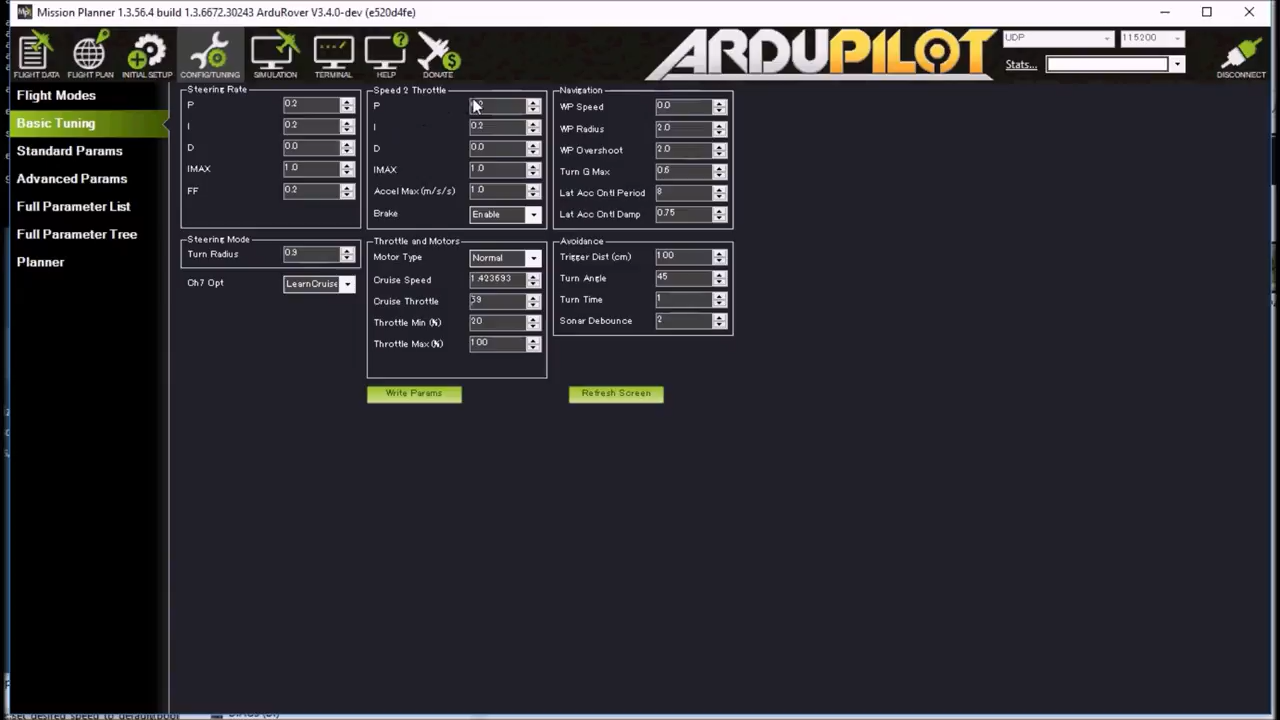 Mission Planner 1.3.56.4 build 1.3.6672.30243 ArduRover V3.4.0-dev (e520d4fe)
FLIGHT DATA FLIGHT PLAN INITIAL SETUP CONFIG/TUNING SIMULATION TERMINAL HELP DONATE
ARDUPILOT
UDP 115200
Stats...
DISCONNECT
Flight Modes
Basic Tuning
Standard Params
Advanced Params
Full Parameter List
Full Parameter Tree
Planner
Steering Rate
P 0.2
I 0.2
D 0.0
IMAX 1.0
FF 0.2
Steering Mode
Turn Radius 0.9
Ch7 Opt LearnCruise
Speed 2 Throttle
P
I 0.2
D 0.0
IMAX 1.0
Accel Max (m/s/s) 1.0
Brake Enable
Throttle and Motors
Motor Type Normal
Cruise Speed 1.423693
Cruise Throttle 39
Throttle Min (%) 20
Throttle Max (%) 100
Navigation
WP Speed 0.0
WP Radius 2.0
WP Overshoot 2.0
Turn G Max 0.6
Lat Acc Cntl Period 8
Lat Acc Cntl Damp 0.75
Avoidance
Trigger Dist (cm) 100
Turn Angle 45
Turn Time 1
Sonar Debounce 2
Write Params Refresh Screen